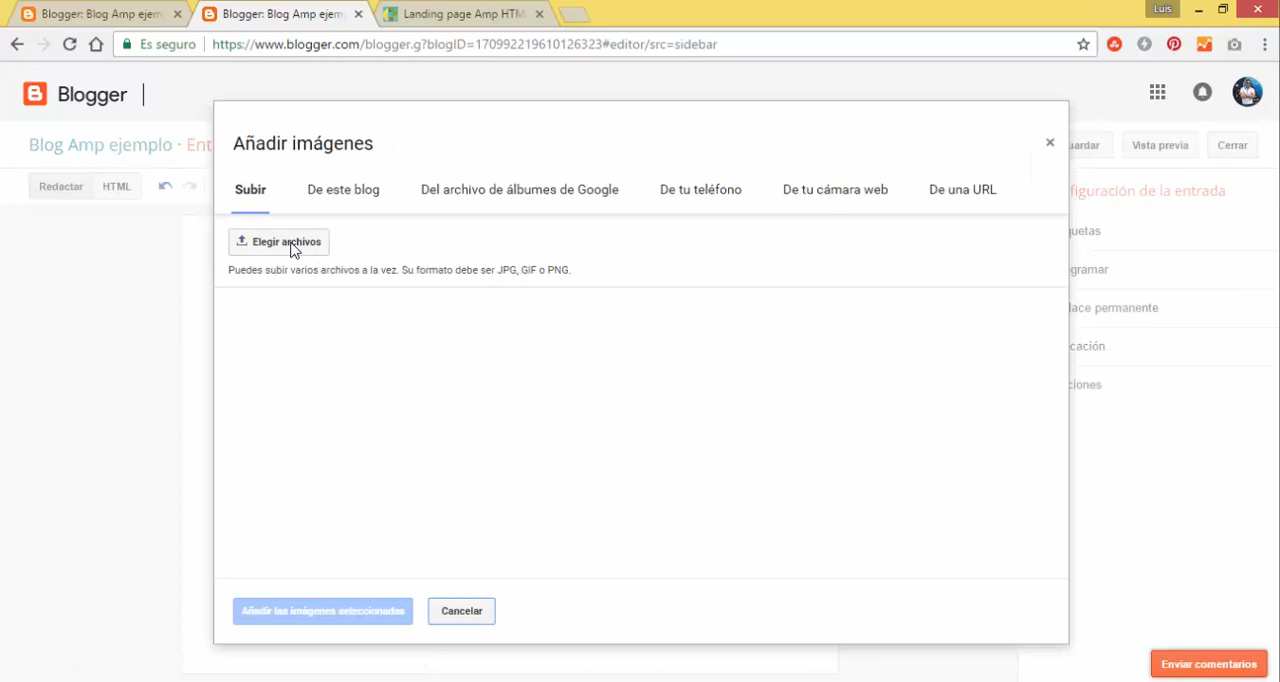 Blogger: Blog Amp ejem
Blogger: Blog Amp ejem
Landing page Amp HTM
Luis
Es seguro
https://www.blogger.com/blogger.g?blogID=170992219610126323#editor/src=sidebar
Blogger
Blog Amp ejemplo · Ent
uardar
Vista previa
Cerrar
Redactar
HTML
Añadir imágenes
Subir
De este blog
Del archivo de álbumes de Google
De tu teléfono
De tu cámara web
De una URL
Elegir archivos
Puedes subir varios archivos a la vez. Su formato debe ser JPG, GIF o PNG.
figuración de la entrada
quetas
gramar
lace permanente
cación
ciones
Añadir las imágenes seleccionadas
Cancelar
Enviar comentarios